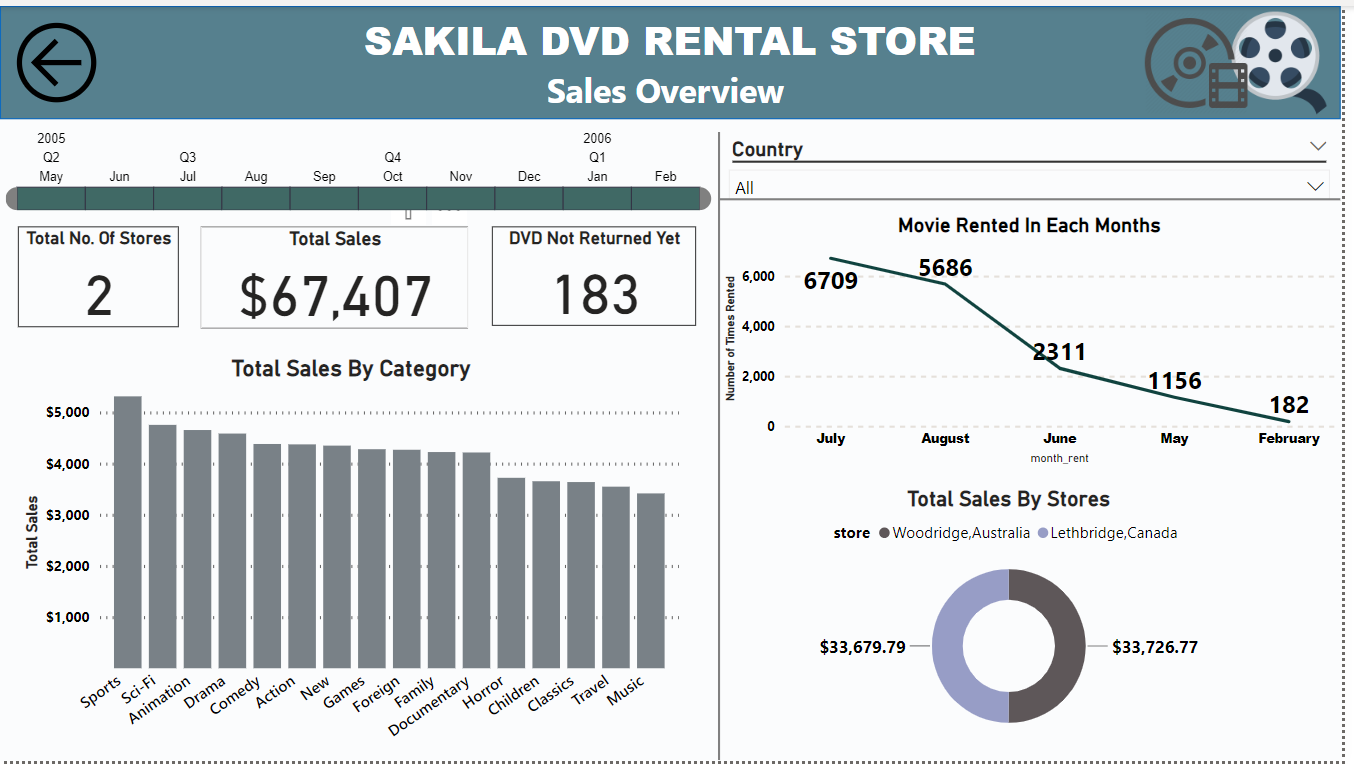 SAKILA DVD RENTAL STORE
Sales Overview
2005 2006
Q2 Q3 Q4 Q1
May Jun Jul Aug Sep Oct Nov Dec Jan Feb
Country
All
Total No. Of Stores
2
Total Sales
$67,407
DVD Not Returned Yet
183
Total Sales By Category
Total Sales
$5,000
$4,000
$3,000
$2,000
$1,000
Sports Sci-Fi Animation Drama Comedy Action New Games Foreign Family Documentary Horror Children Classics Travel Music
Movie Rented In Each Months
Number of Times Rented
6,000
4,000
2,000
0
6709
5686
2311
1156
182
July August June May February
month_rent
Total Sales By Stores
store Woodridge,Australia Lethbridge,Canada
$33,679.79 $33,726.77